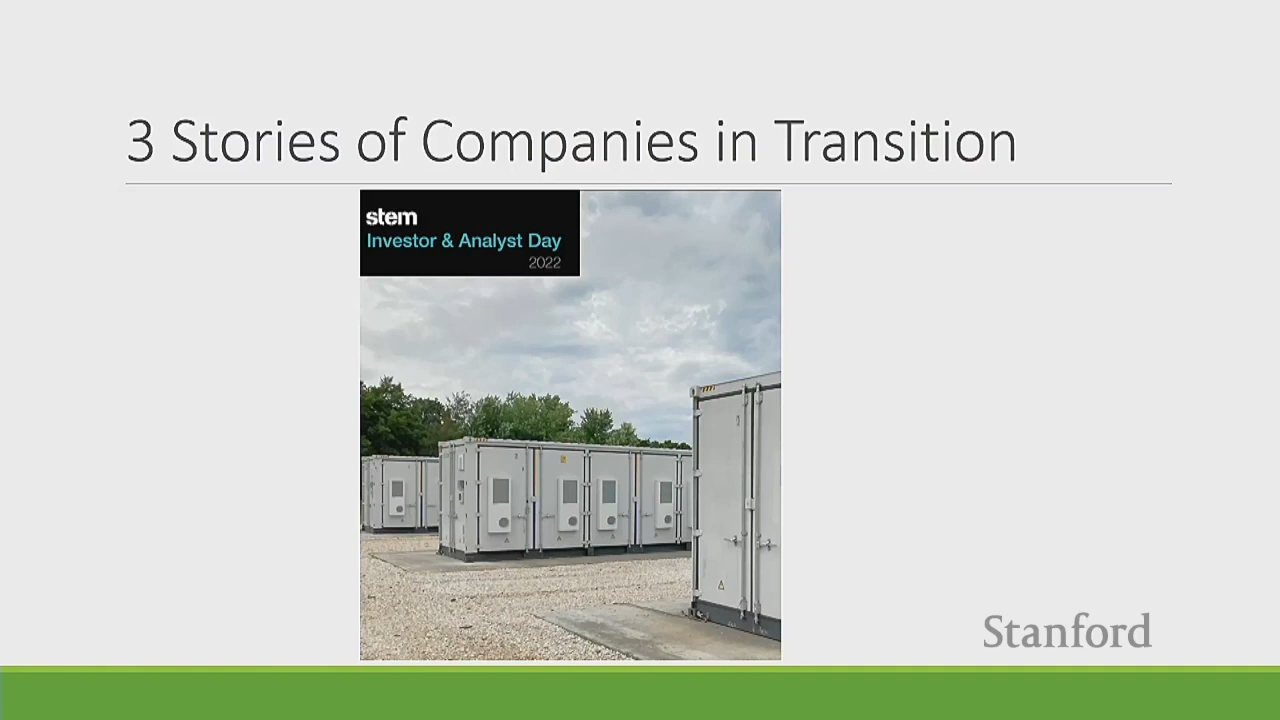 3 Stories of Companies in Transition
stem
Investor & Analyst Day
2022
Stanford